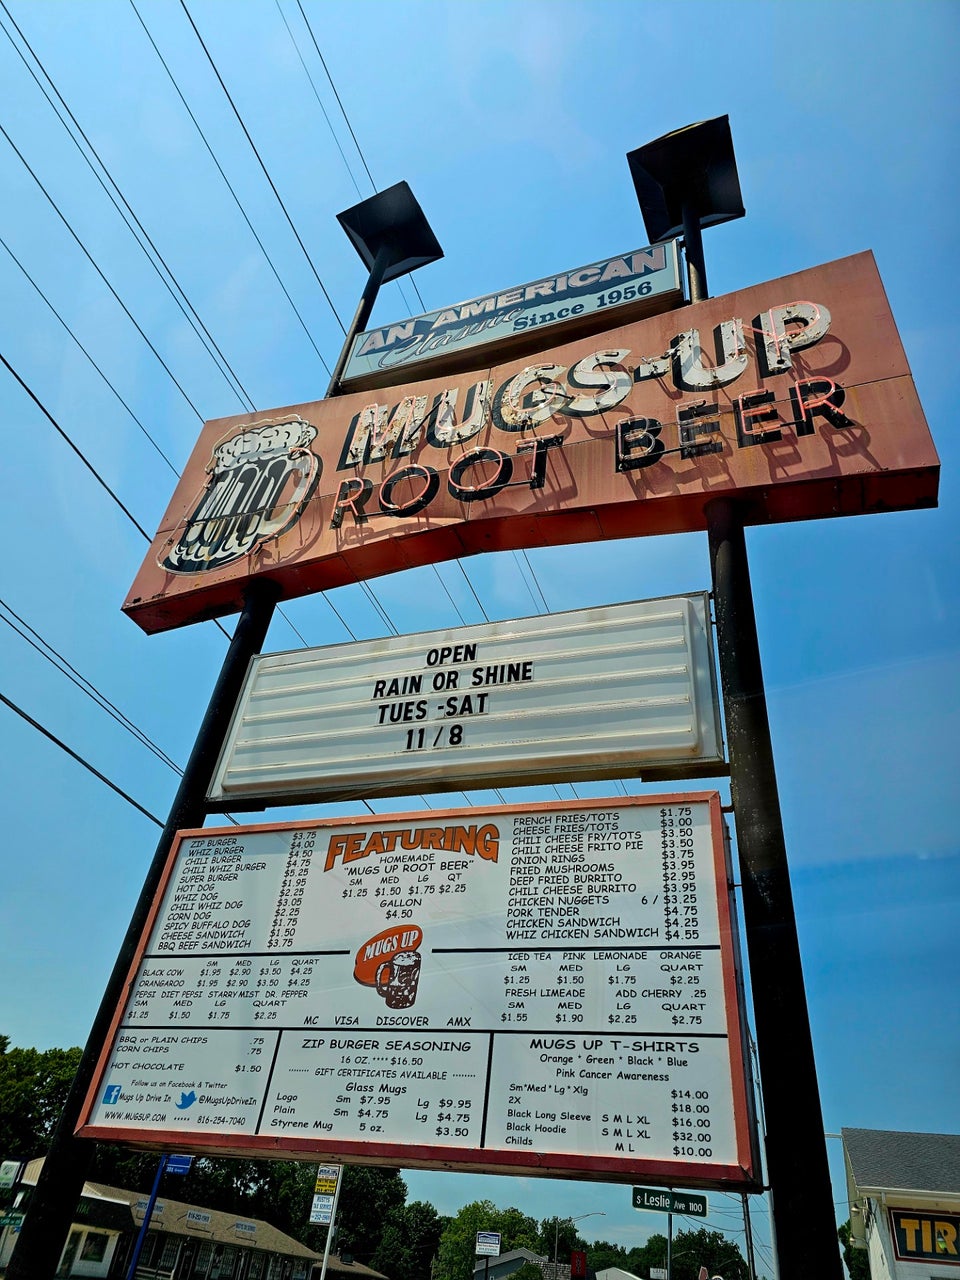 AN AMERICAN
Classic Since 1956
MUGS-UP
ROOT BEER
OPEN
RAIN OR SHINE
TUES -SAT
11/8
ZIP BURGER $3.75
WHIZ BURGER $4.00
CHILI BURGER $4.50
CHILI WHIZ BURGER $4.75
SUPER BURGER $5.25
HOT DOG $1.95
WHIZ DOG $2.25
CHILI WHIZ DOG $3.05
CORN DOG $2.25
SPICY BUFFALO DOG $1.75
CHEESE SANDWICH $1.50
BBQ BEEF SANDWICH $3.75
FEATURING
HOMEMADE
"MUGS UP ROOT BEER"
SM MED LG QT
$1.25 $1.50 $1.75 $2.25
GALLON
$4.50
MUGS UP
FRENCH FRIES/TOTS $1.75
CHEESE FRIES/TOTS $3.00
CHILI CHEESE FRY/TOTS $3.50
CHILI CHEESE FRITO PIE $3.50
ONION RINGS $3.75
FRIED MUSHROOMS $3.95
DEEP FRIED BURRITO $2.95
CHILI CHEESE BURRITO $3.95
CHICKEN NUGGETS 6 / $3.25
PORK TENDER $4.75
CHICKEN SANDWICH $4.25
WHIZ CHICKEN SANDWICH $4.55
SM MED LG QUART
BLACK COW $1.95 $2.90 $3.50 $4.25
ORANGAROO $1.95 $2.90 $3.50 $4.25
PEPSI DIET PEPSI STARRY MIST DR. PEPPER
SM MED LG QUART
$1.25 $1.50 $1.75 $2.25
MC VISA DISCOVER AMX
ICED TEA PINK LEMONADE ORANGE
SM MED LG QUART
$1.25 $1.50 $1.75 $2.25
FRESH LIMEADE ADD CHERRY .25
SM MED LG QUART
$1.55 $1.90 $2.25 $2.75
BBQ or PLAIN CHIPS .75
CORN CHIPS .75
HOT CHOCOLATE $1.50
Follow us on Facebook & Twitter
f Mugs Up Drive In @MugsUpDriveIn
WWW.MUGSUP.COM ***** 816-254-7040
ZIP BURGER SEASONING
16 OZ. **** $16.50
GIFT CERTIFICATES AVAILABLE
Glass Mugs
Logo Sm $7.95 Lg $9.95
Plain Sm $4.75 Lg $4.75
Styrene Mug 5 oz. $3.50
MUGS UP T-SHIRTS
Orange * Green * Black * Blue
Pink Cancer Awareness
Sm*Med*Lg*Xlg $14.00
2X $18.00
Black Long Sleeve S M L XL $16.00
Black Hoodie S M L XL $32.00
Childs M L $10.00
S Leslie Ave 1100
TIR